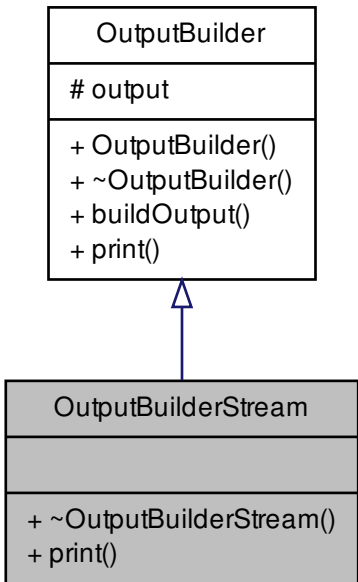 OutputBuilder
# output
+ OutputBuilder()
+ ~OutputBuilder()
+ buildOutput()
+ print()
OutputBuilderStream
+ ~OutputBuilderStream()
+ print()